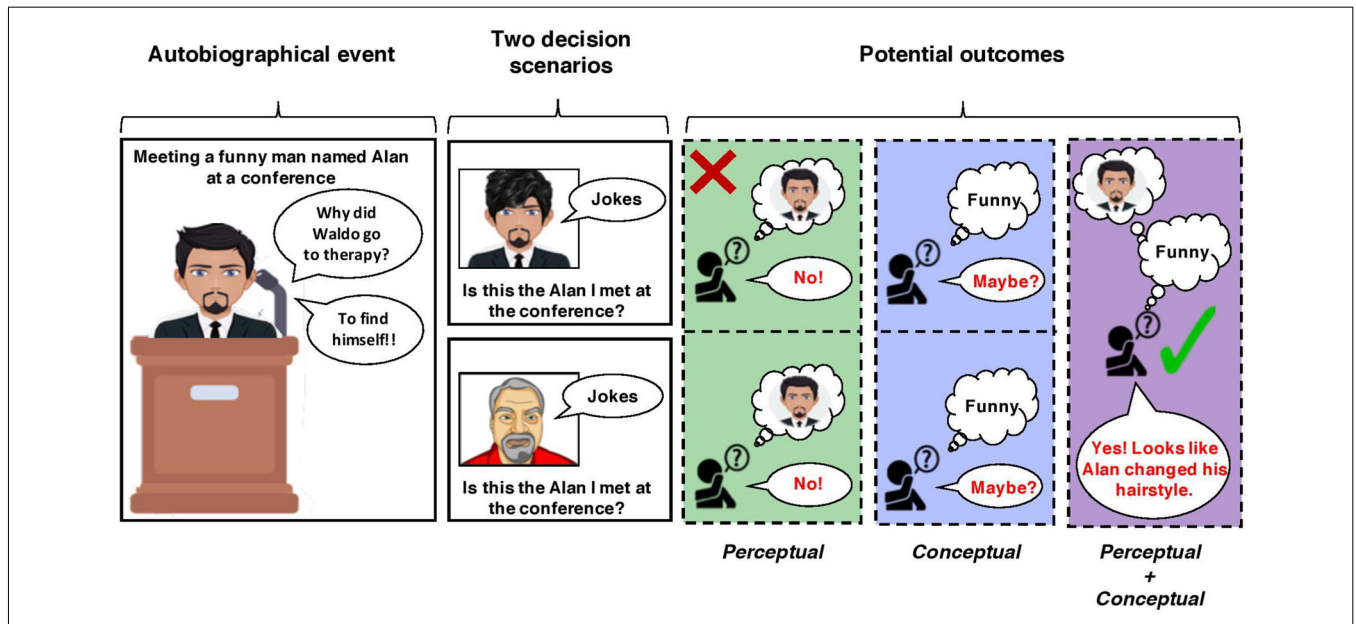 Autobiographical event
Two decision
scenarios
Potential outcomes
Meeting a funny man named Alan
at a conference
Why did
Waldo go
to therapy?
To find
himself!!
Jokes
Is this the Alan I met at
the conference?
Jokes
Is this the Alan I met at
the conference?
?
No!
?
No!
Perceptual
Funny
?
Maybe?
Funny
?
Maybe?
Conceptual
Funny
?
Yes! Looks like
Alan changed his
hairstyle.
Perceptual
+
Conceptual